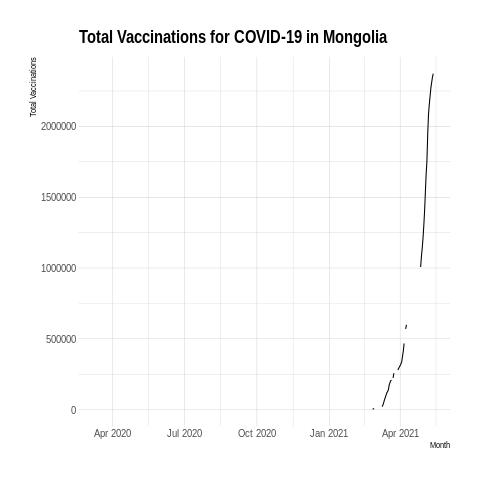 Total Vaccinations for COVID-19 in Mongolia
Total Vaccinations
2000000
1500000
1000000
500000
0
Apr 2020
Jul 2020
Oct 2020
Jan 2021
Apr 2021
Month